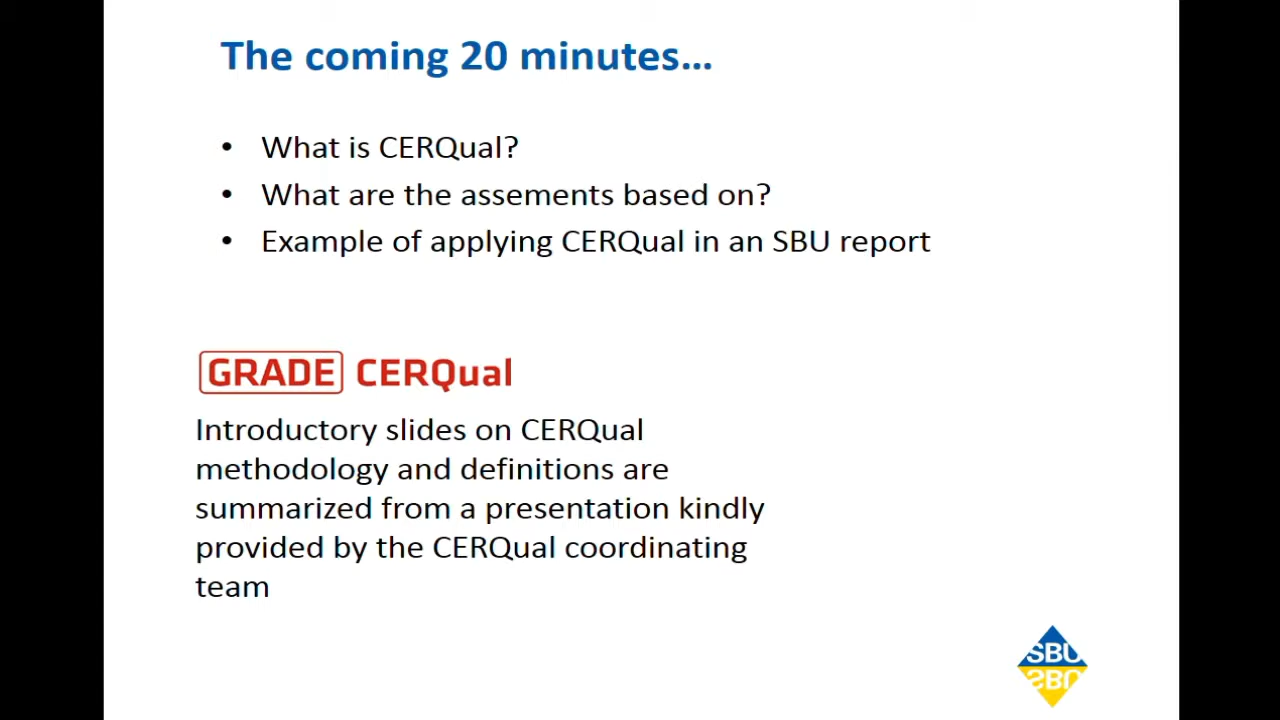 The coming 20 minutes...
• What is CERQual?
• What are the assements based on?
• Example of applying CERQual in an SBU report
GRADE CERQual
Introductory slides on CERQual
methodology and definitions are
summarized from a presentation kindly
provided by the CERQual coordinating
team
SBU
SBU